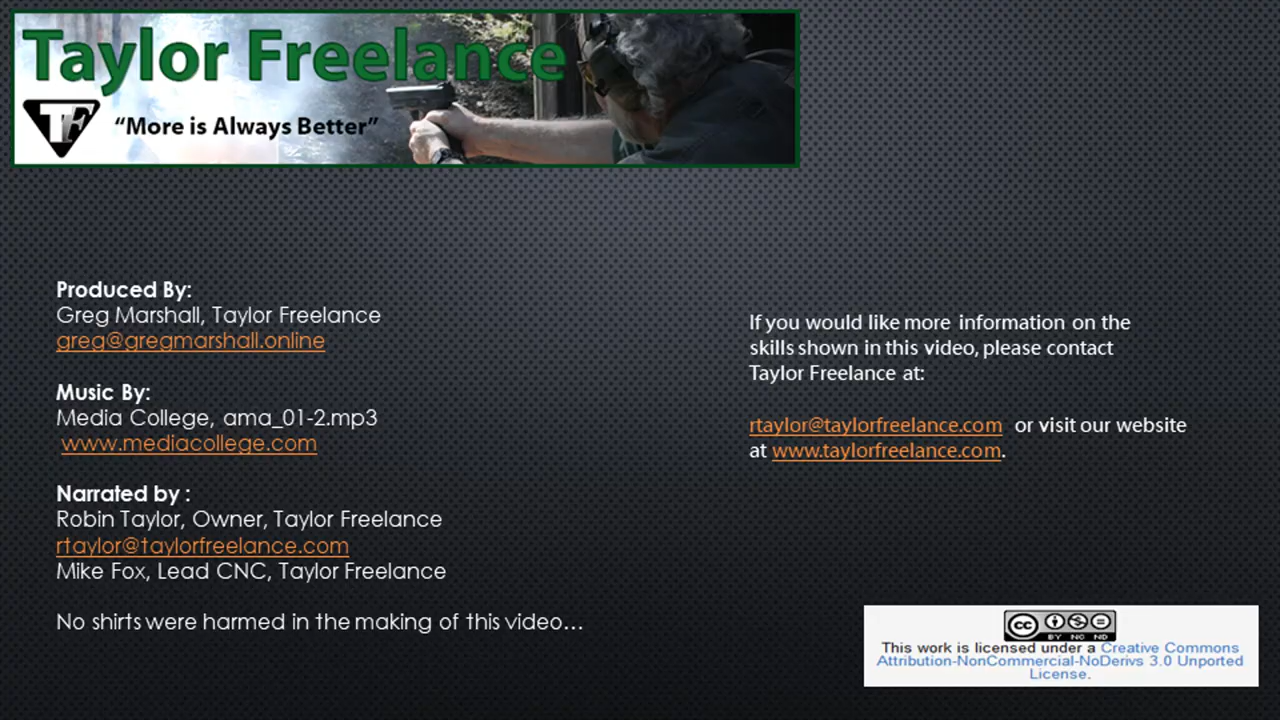 Taylor Freelance
TF
“More is Always Better”
Produced By:
Greg Marshall, Taylor Freelance
greg@gregmarshall.online
Music By:
Media College, ama_01-2.mp3
www.mediacollege.com
Narrated by :
Robin Taylor, Owner, Taylor Freelance
rtaylor@taylorfreelance.com
Mike Fox, Lead CNC, Taylor Freelance
No shirts were harmed in the making of this video...
If you would like more information on the
skills shown in this video, please contact
Taylor Freelance at:
rtaylor@taylorfreelance.com or visit our website
at www.taylorfreelance.com.
cc
BY NC ND
This work is licensed under a Creative Commons
Attribution-NonCommercial-NoDerivs 3.0 Unported
License.